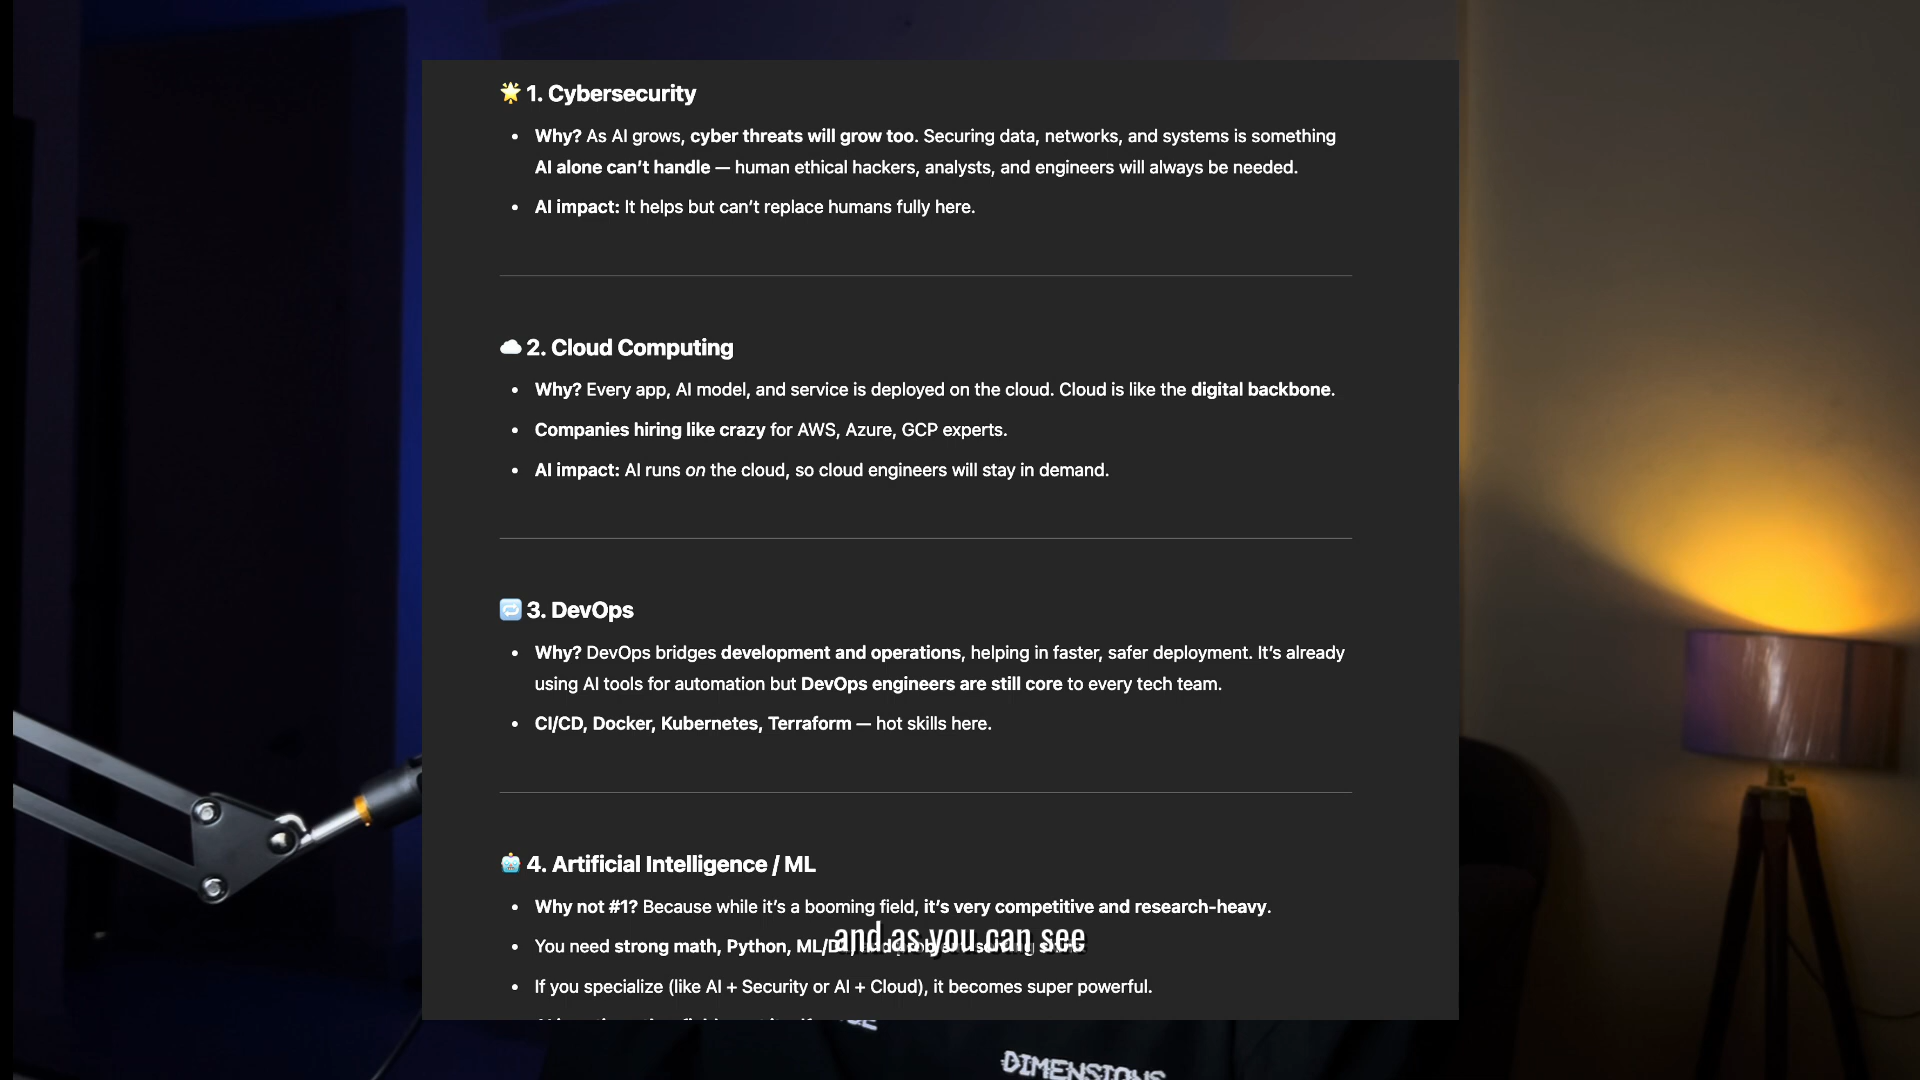 🌟 1. Cybersecurity
• Why? As AI grows, cyber threats will grow too. Securing data, networks, and systems is something
AI alone can’t handle — human ethical hackers, analysts, and engineers will always be needed.
• AI impact: It helps but can’t replace humans fully here.
☁️ 2. Cloud Computing
• Why? Every app, AI model, and service is deployed on the cloud. Cloud is like the digital backbone.
• Companies hiring like crazy for AWS, Azure, GCP experts.
• AI impact: AI runs on the cloud, so cloud engineers will stay in demand.
🔁 3. DevOps
• Why? DevOps bridges development and operations, helping in faster, safer deployment. It’s already
using AI tools for automation but DevOps engineers are still core to every tech team.
• CI/CD, Docker, Kubernetes, Terraform — hot skills here.
🤖 4. Artificial Intelligence / ML
• Why not #1? Because while it’s a booming field, it’s very competitive and research-heavy.
• You need strong math, Python,
and as you can see
• If you specialize (like AI + Security or AI + Cloud), it becomes super powerful.
DIMENSIONS